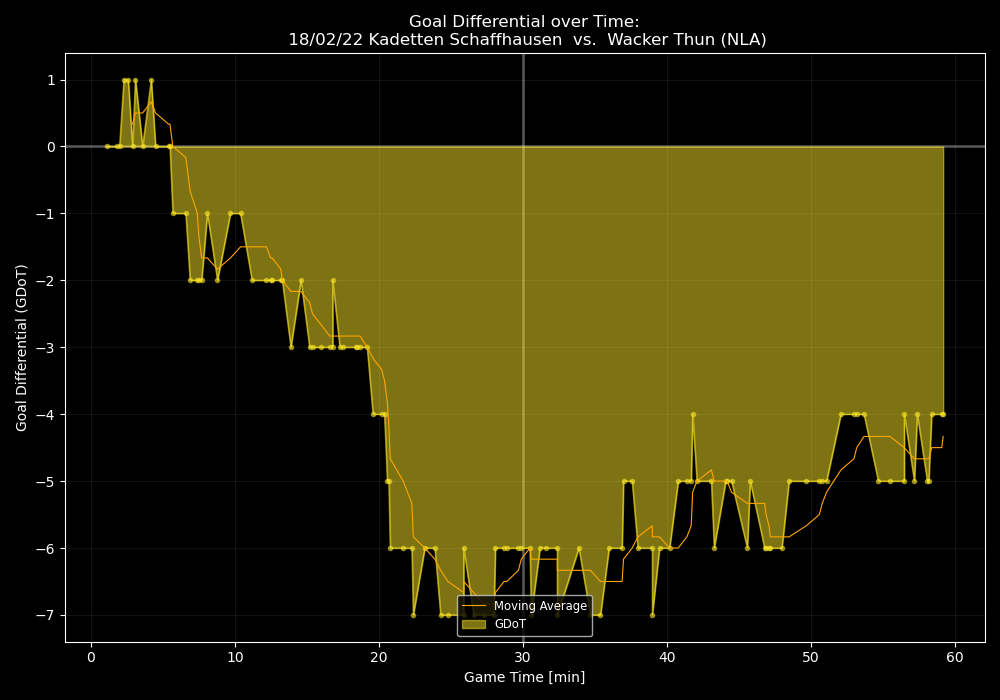 Goal Differential over Time:
18/02/22 Kadetten Schaffhausen  vs.  Wacker Thun (NLA)
Goal Differential (GDoT)
1
0
−1
−2
−3
−4
−5
−6
−7
Moving Average
GDoT
0 10 20 30 40 50 60
Game Time [min]